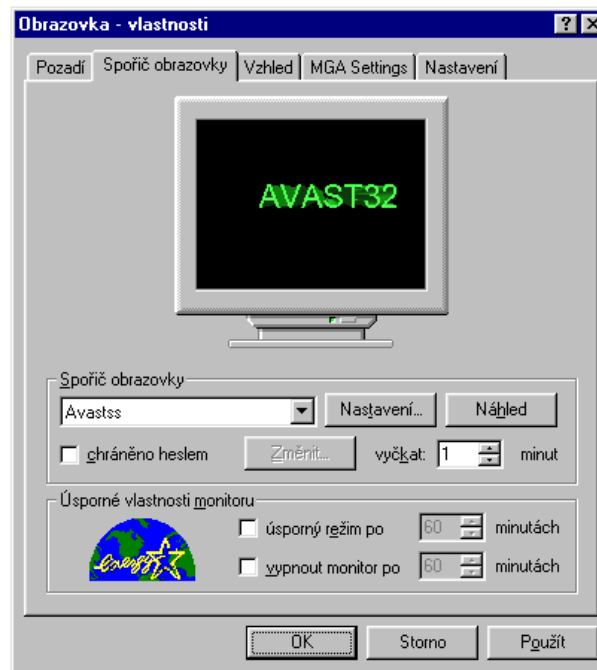 Obrazovka - vlastnosti
Pozadí Spořič obrazovky Vzhled MGA Settings Nastavení
AVAST32
Spořič obrazovky
Avastss Nastavení... Náhled
chráněno heslem Změnit... vyčkat: 1 minut
Úsporné vlastnosti monitoru
energy
úsporný režim po 60 minutách
vypnout monitor po 60 minutách
OK Storno Použít